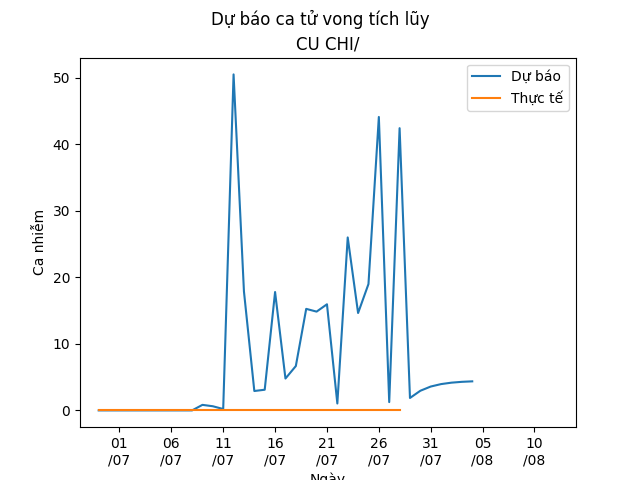 Dự báo ca tử vong tích lũy
CU CHI/
Dự báo
Thực tế
Ca nhiễm
50
40
30
20
10
0
01 06 11 16 21 26 31 05 10
/07 /07 /07 /07 /07 /07 /07 /08 /08
Ngày